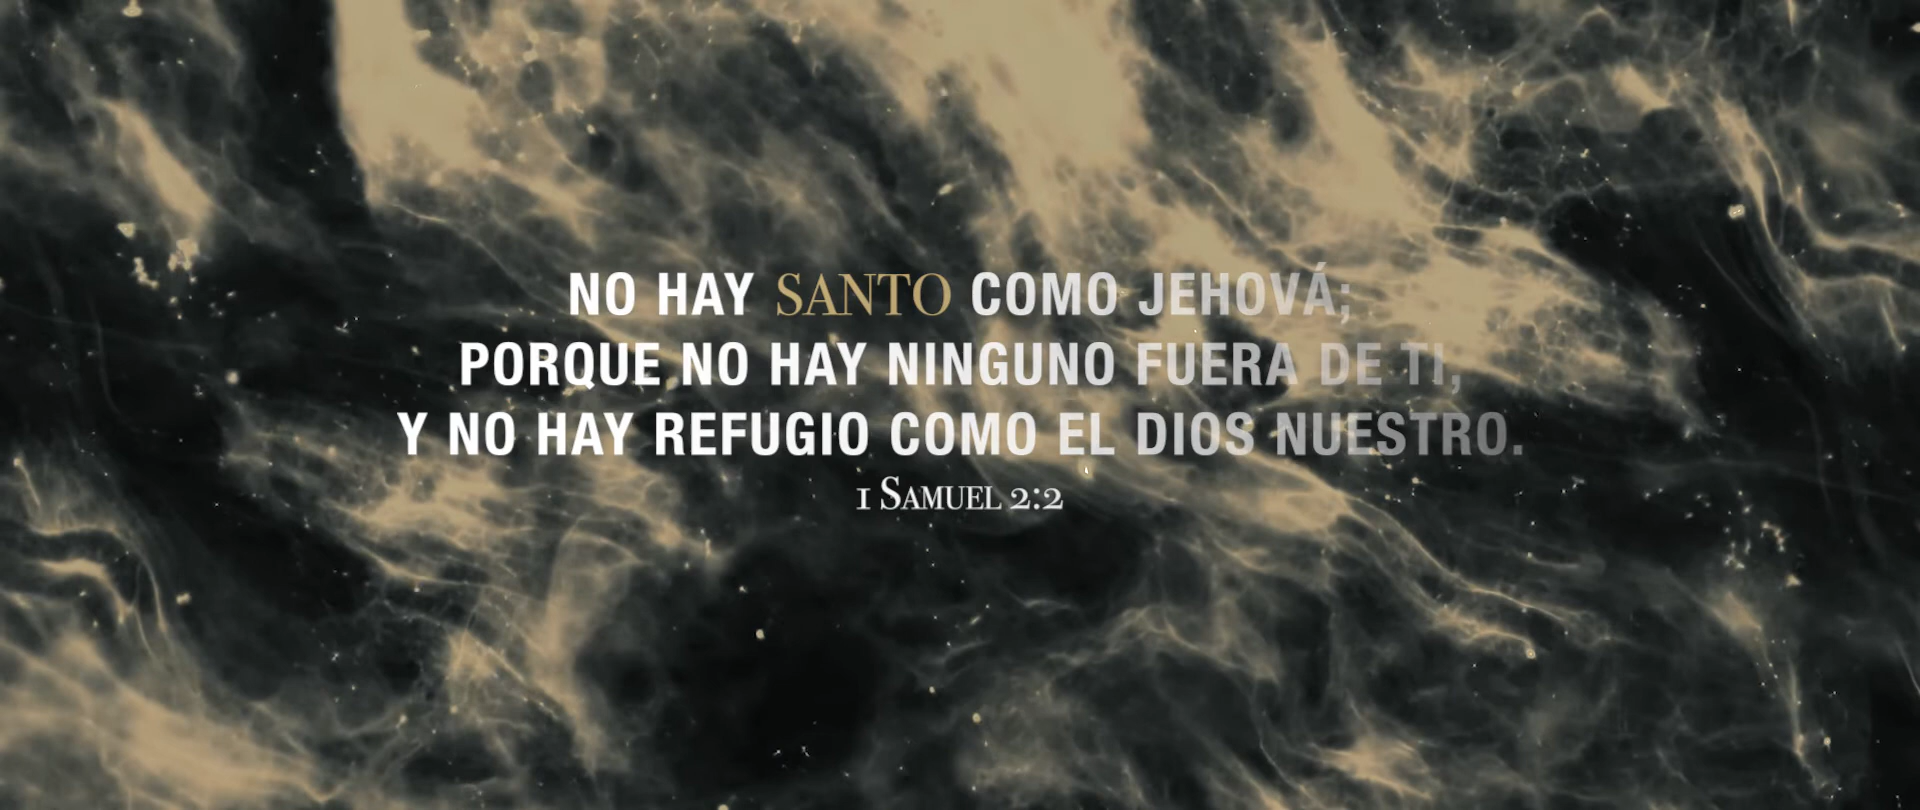 NO HAY SANTO COMO JEHOVÁ;
PORQUE NO HAY NINGUNO FUERA DE TI,
Y NO HAY REFUGIO COMO EL DIOS NUESTRO.
1 SAMUEL 2:2